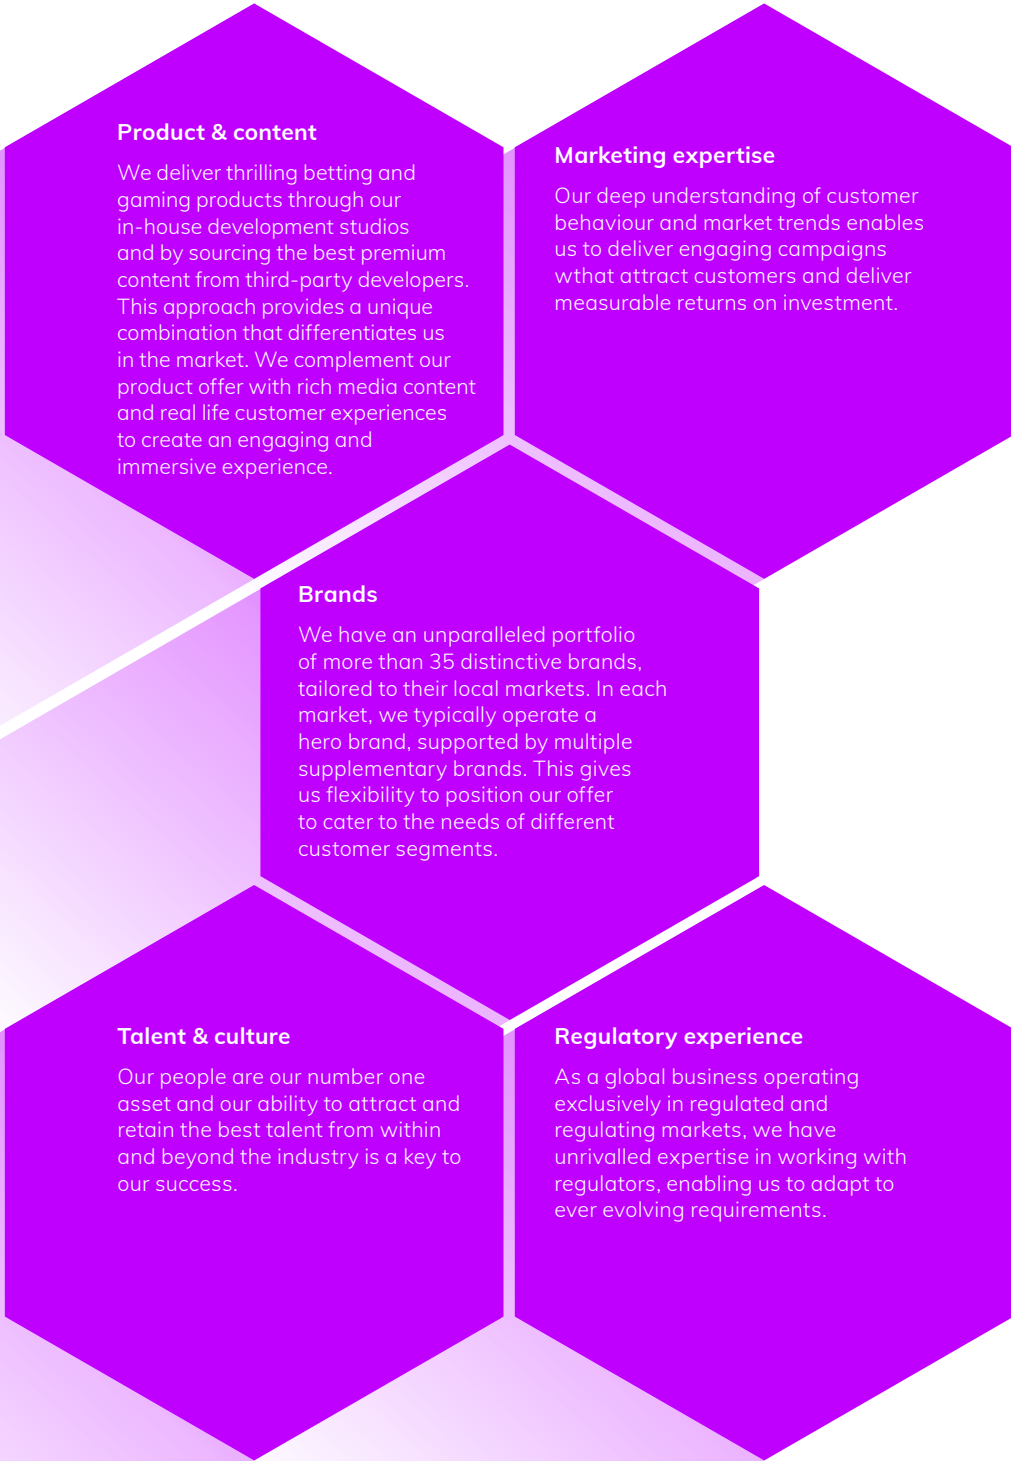 Product & content
We deliver thrilling betting and
gaming products through our
in-house development studios
and by sourcing the best premium
content from third-party developers.
This approach provides a unique
combination that differentiates us
in the market. We complement our
product offer with rich media content
and real life customer experiences
to create an engaging and
immersive experience.
Marketing expertise
Our deep understanding of customer
behaviour and market trends enables
us to deliver engaging campaigns
wthat attract customers and deliver
measurable returns on investment.
Brands
We have an unparalleled portfolio
of more than 35 distinctive brands,
tailored to their local markets. In each
market, we typically operate a
hero brand, supported by multiple
supplementary brands. This gives
us flexibility to position our offer
to cater to the needs of different
customer segments.
Talent & culture
Our people are our number one
asset and our ability to attract and
retain the best talent from within
and beyond the industry is a key to
our success.
Regulatory experience
As a global business operating
exclusively in regulated and
regulating markets, we have
unrivalled expertise in working with
regulators, enabling us to adapt to
ever evolving requirements.